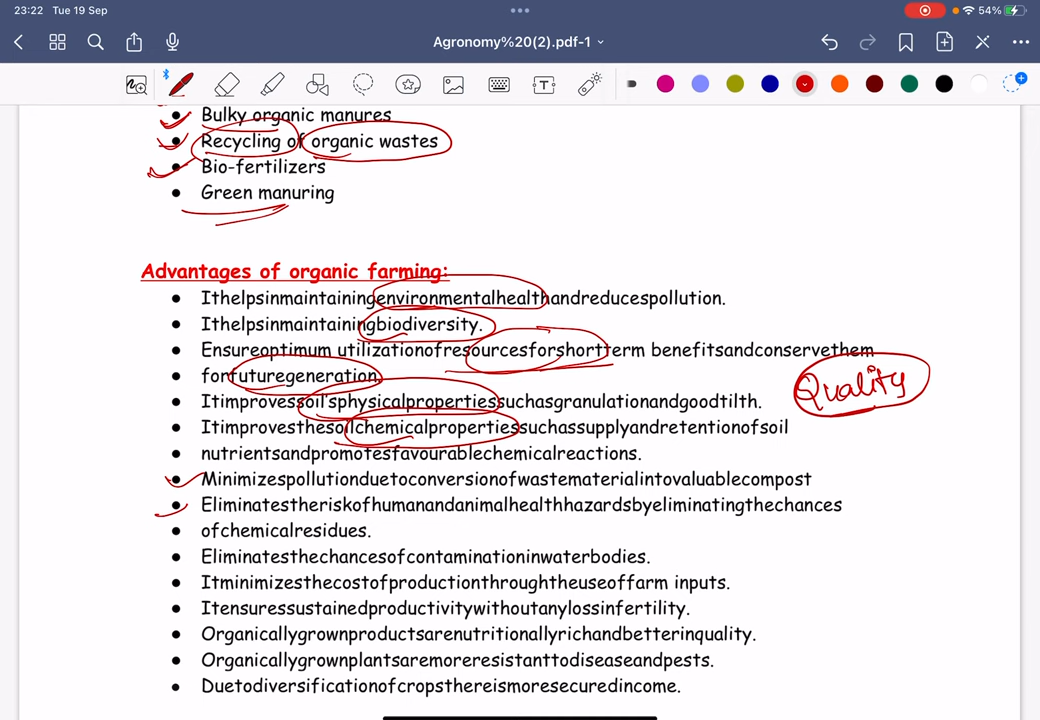 23:22 Tue 19 Sep
54%
Agronomy%20(2).pdf-1
Bulky organic manures
Recycling of organic wastes
Bio-fertilizers
Green manuring
Advantages of organic farming:
Ithelpsinmaintainingenvironmentalhealthandreducespollution.
Ithelpsinmaintainingbiodiversity.
Ensureoptimum utilizationofresourcesforshortterm benefitsandconservethem
forfuturegeneration.
Itimprovessoil'sphysicalpropertiessuchasgranulationandgoodtilth.
Quality
Itimprovesthesoilchemicalpropertiessuchassupplyandretentionofsoil
nutrientsandpromotesfavourablechemicalreactions.
Minimizespollutionduetoconversionofwastematerialintovaluablecompost
Eliminatestheriskofhumanandanimalhealthhazardsbyeliminatingthechances
ofchemicalresidues.
Eliminatesthechancesofcontaminationinwaterbodies.
Itminimizesthecostofproductionthroughtheuseoffarm inputs.
Itensuressustainedproductivitywithoutanylossinfertility.
Organicallygrownproductsarenutritionallyrichandbetterinquality.
Organicallygrownplantsaremoreresistanttodiseaseandpests.
Duetodiversificationofcropsthereismoresecuredincome.